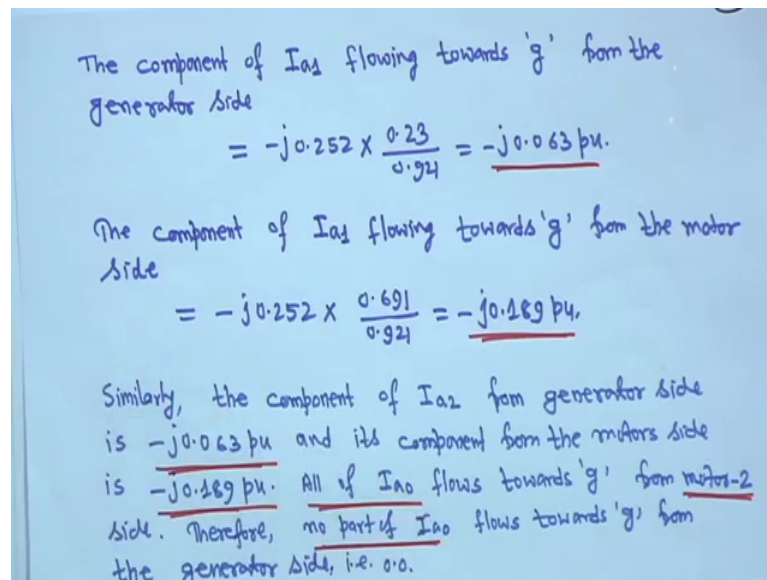 The component of Ia1 flowing towards 'g' from the
generator side
= -j0.252 x 0.23/0.921 = -j0.063 pu.
The component of Ia1 flowing towards 'g' from the motor
side
= -j0.252 x 0.691/0.921 = -j0.189 pu.
Similarly, the component of Ia2 from generator side
is -j0.063 pu and its component from the motors side
is -j0.189 pu. All of Iao flows towards 'g' from motor-2
side. Therefore, no part of Iao flows towards 'g' from
the generator side, i.e. 0.0.